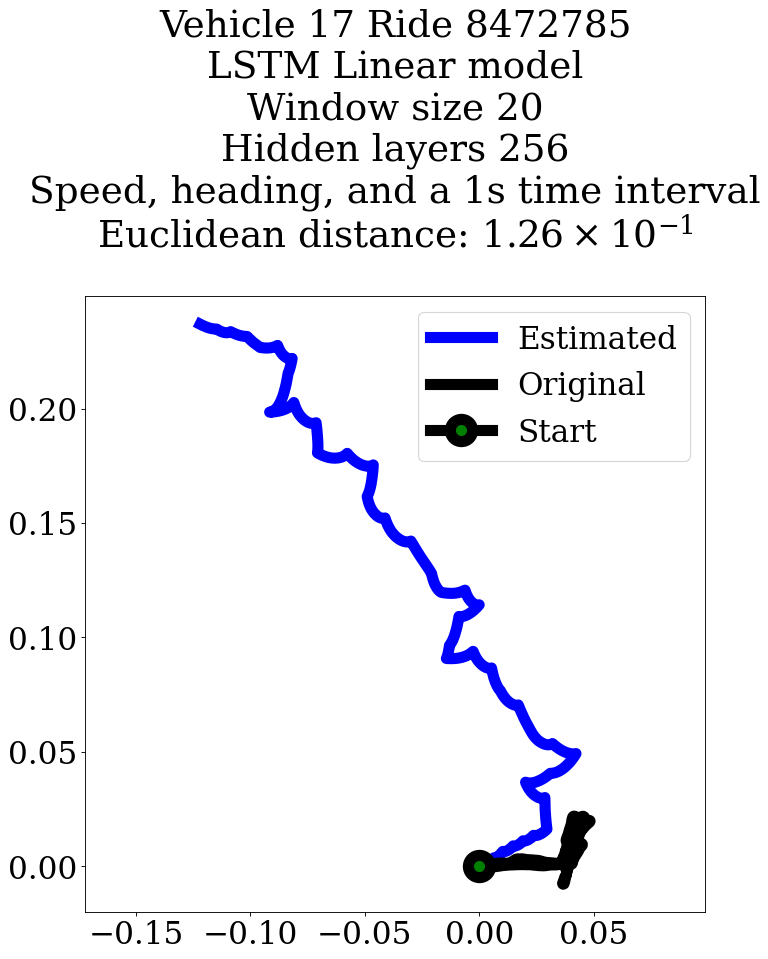 Vehicle 17 Ride 8472785
LSTM Linear model
Window size 20
Hidden layers 256
Speed, heading, and a 1s time interval
Euclidean distance: 1.26 × 10⁻¹
Estimated
Original
Start
0.20
0.15
0.10
0.05
0.00
−0.15 −0.10 −0.05 0.00 0.05